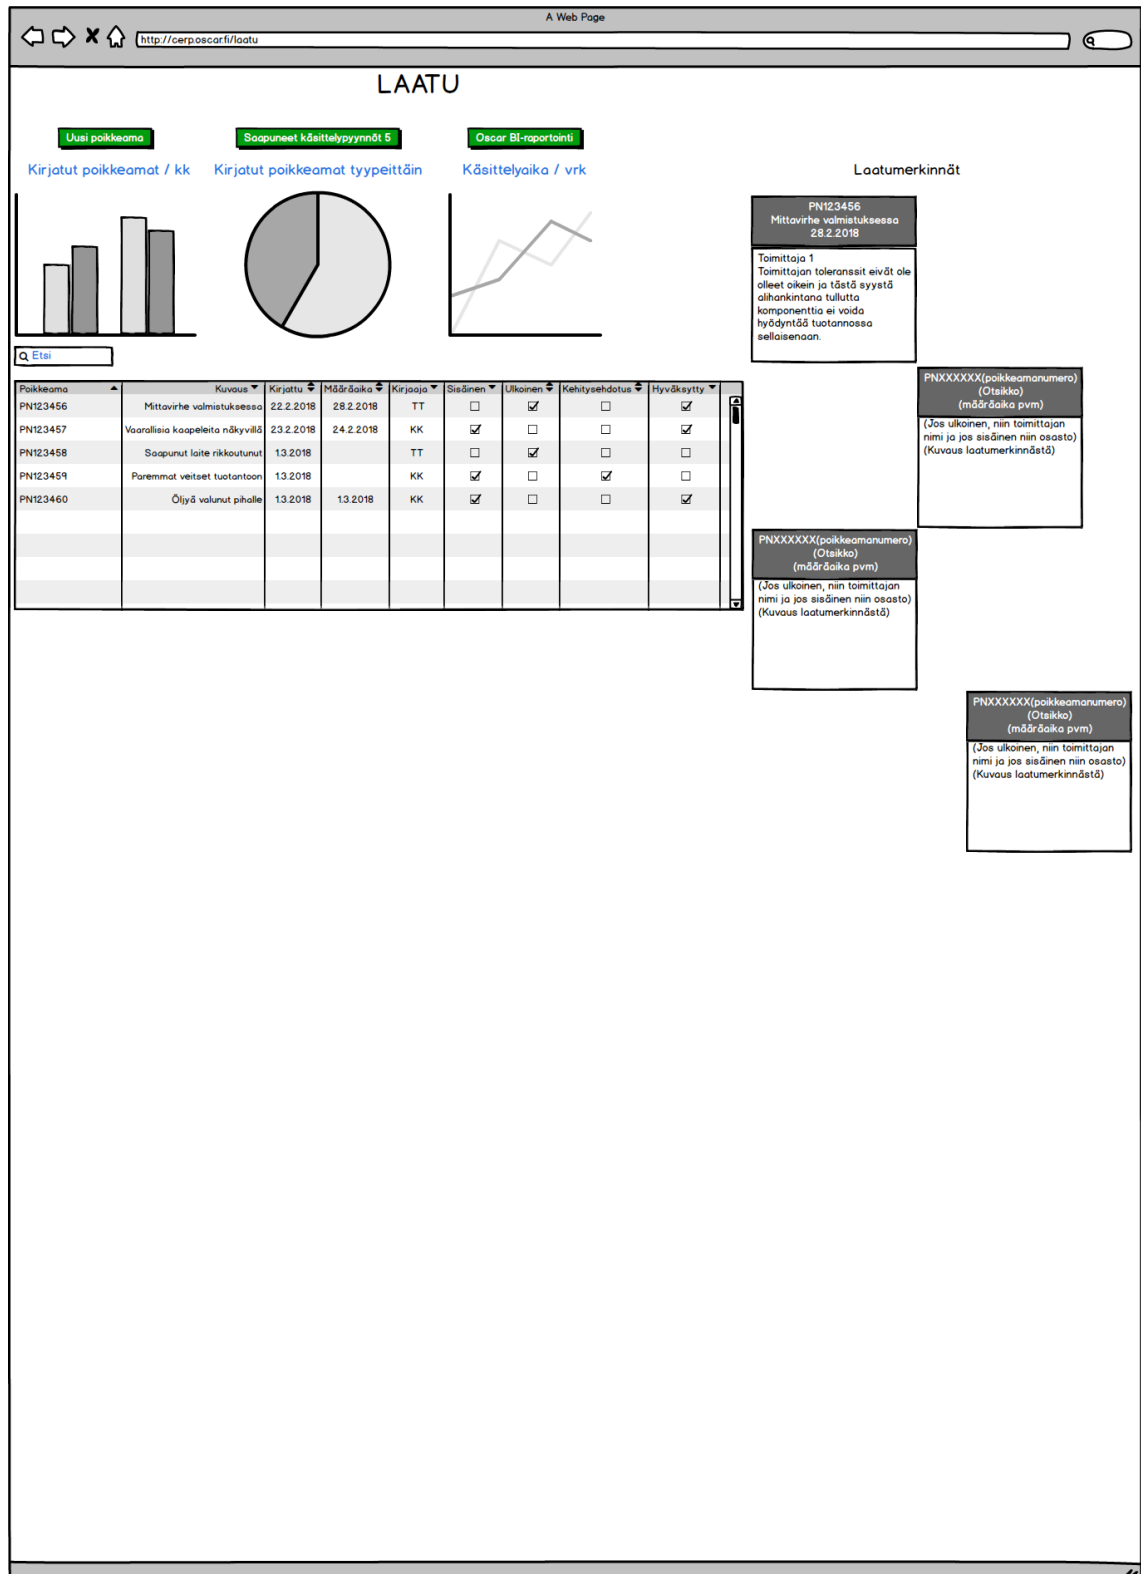 A Web Page
http://cerp.oscar.fi/laatu
LAATU
Uusi poikkeama
Saapuneet käsittelypyynnöt 5
Oscar BI-raportointi
Kirjatut poikkeamat / kk
Kirjatut poikkeamat tyypeittäin
Käsittelyaika / vrk
Etsi
Poikkeama Kuvaus Kirjattu Määräaika Kirjaaja Sisäinen Ulkoinen Kehitysehdotus Hyväksytty
PN123456 Mittavirhe valmistuksessa 22.2.2018 28.2.2018 TT
PN123457 Vaarallisia kaapeleita näkyvillä 23.2.2018 24.2.2018 KK
PN123458 Saapunut laite rikkoutunut 1.3.2018 TT
PN123459 Paremmat veitset tuotantoon 1.3.2018 KK
PN123460 Öljyä valunut pihalle 1.3.2018 1.3.2018 KK
Laatumerkinnät
PN123456
Mittavirhe valmistuksessa
28.2.2018
Toimittaja 1
Toimittajan toleranssit eivät ole
olleet oikein ja tästä syystä
alihankintana tullutta
komponenttia ei voida
hyödyntää tuotannossa
sellaisenaan.
PNXXXXXX(poikkeamanumero)
(Otsikko)
(määräaika pvm)
(Jos ulkoinen, niin toimittajan
nimi ja jos sisäinen niin osasto)
(Kuvaus laatumerkinnästä)
PNXXXXXX(poikkeamanumero)
(Otsikko)
(määräaika pvm)
(Jos ulkoinen, niin toimittajan
nimi ja jos sisäinen niin osasto)
(Kuvaus laatumerkinnästä)
PNXXXXXX(poikkeamanumero)
(Otsikko)
(määräaika pvm)
(Jos ulkoinen, niin toimittajan
nimi ja jos sisäinen niin osasto)
(Kuvaus laatumerkinnästä)